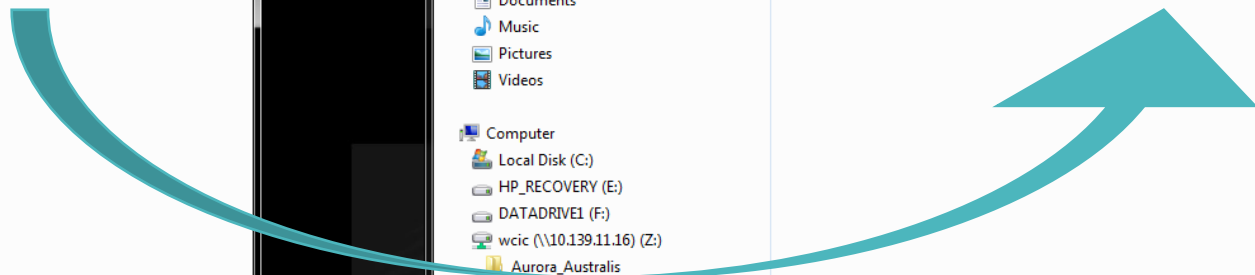 Documents
Music
Pictures
Videos
Computer
Local Disk (C:)
HP_RECOVERY (E:)
DATADRIVE1 (F:)
wcic (\\10.139.11.16) (Z:)
Aurora_Australis